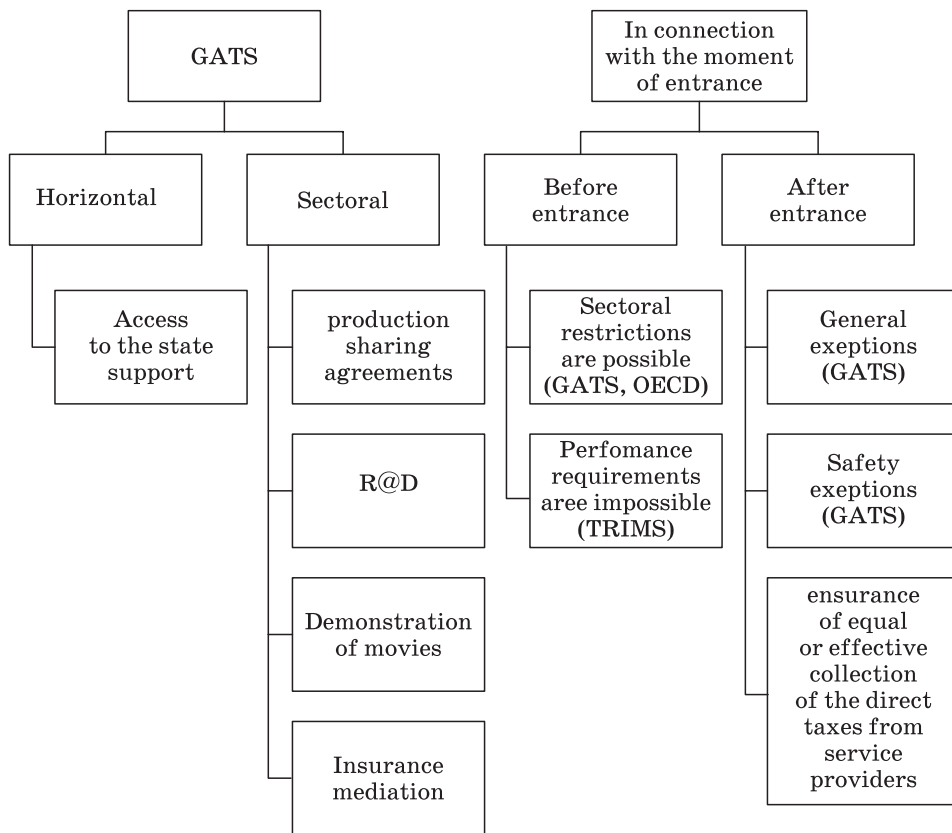 GATS
In connection
with the moment
of entrance
Horizontal
Sectoral
Before
entrance
After
entrance
Access
to the state
support
production
sharing
agreements
Sectoral
restrictions
are possible
(GATS, OECD)
General
exeptions
(GATS)
R@D
Perfomance
requirements
aree impossible
(TRIMS)
Safety
exeptions
(GATS)
Demonstration
of movies
ensurance
of equal
or effective
collection
of the direct
taxes from
service
providers
Insurance
mediation